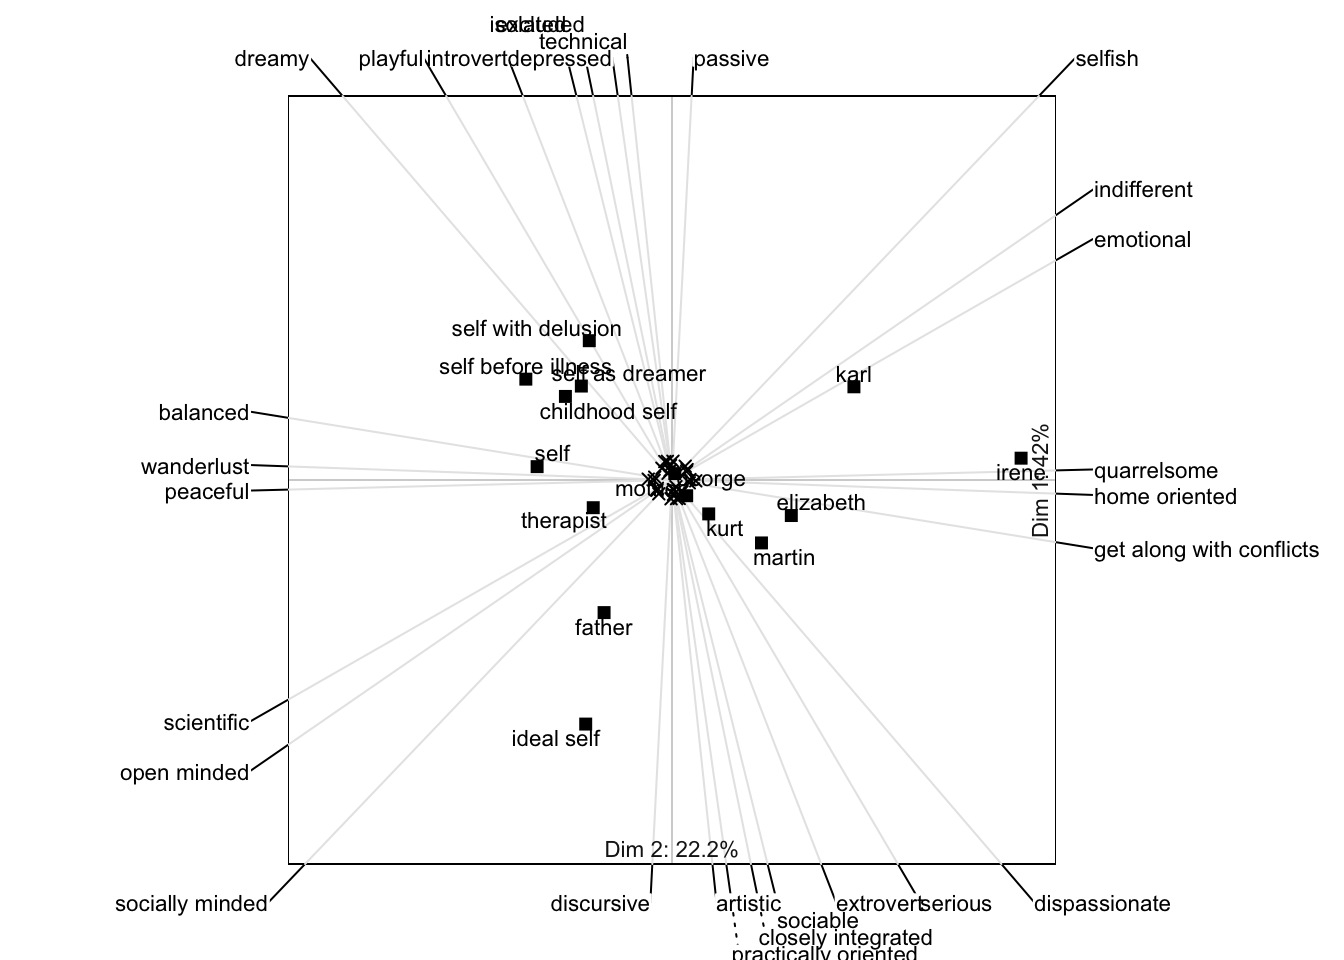 isolated
excluded
technical
dreamy
playful
introvert
depressed
passive
selfish
indifferent
emotional
self with delusion
self before illness
self as dreamer
karl
childhood self
balanced
self
wanderlust
peaceful
irene
quarrelsome
home oriented
elizabeth
therapist
kurt
martin
get along with conflicts
father
scientific
ideal self
open minded
Dim 2: 22.2%
socially minded
discursive
artistic
extrovert
serious
dispassionate
sociable
closely integrated
practically oriented